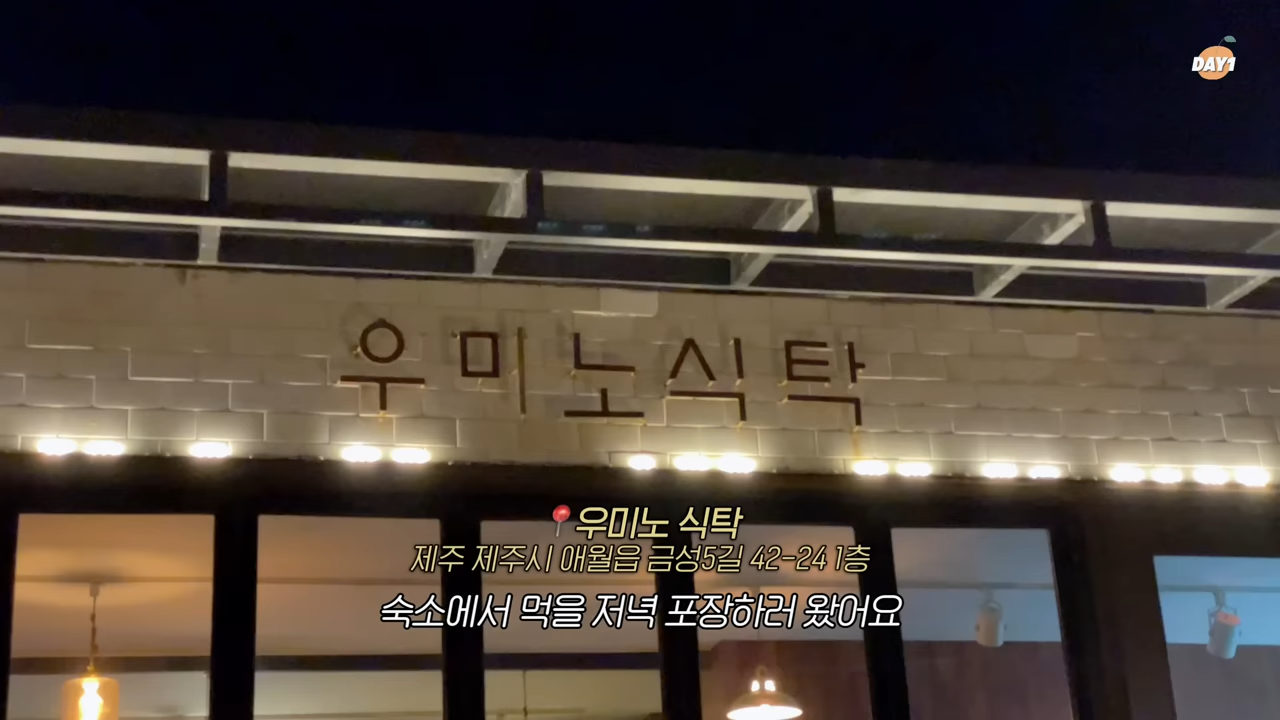 DAY1
우미노식탁
📍우미노 식탁
제주 제주시 애월읍 금성5길 42-24 1층
숙소에서 먹을 저녁 포장하러 왔어요